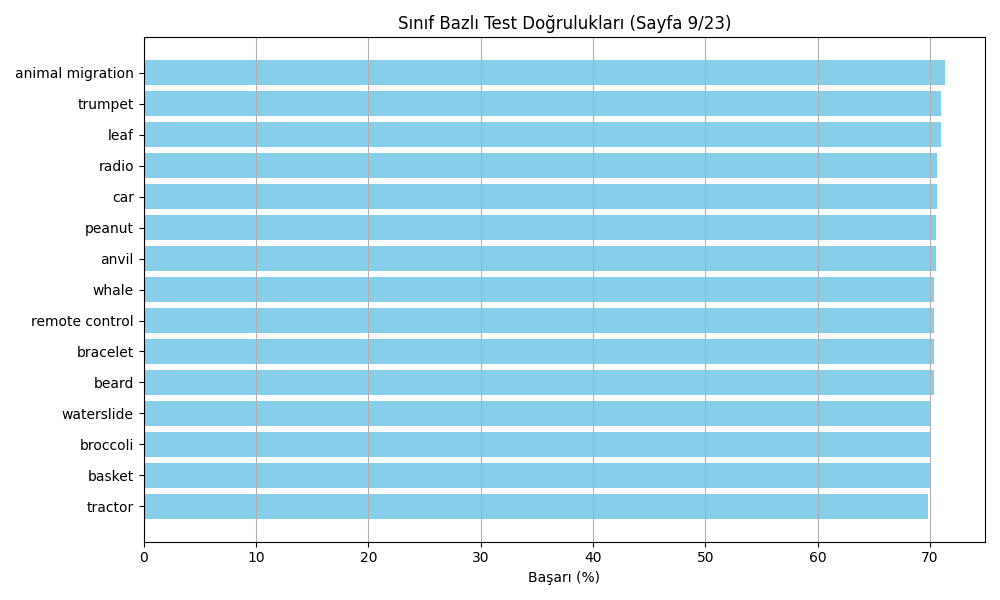 Sınıf Bazlı Test Doğrulukları (Sayfa 9/23)
animal migration
trumpet
leaf
radio
car
peanut
anvil
whale
remote control
bracelet
beard
waterslide
broccoli
basket
tractor
0 10 20 30 40 50 60 70
Başarı (%)